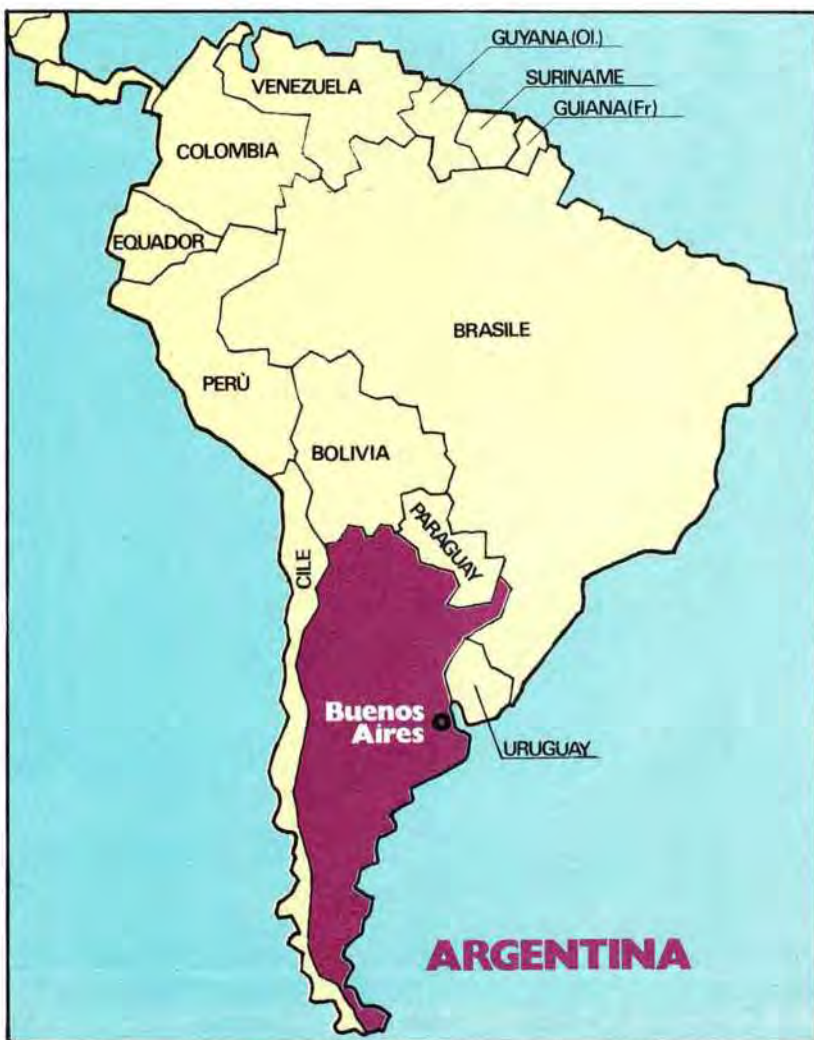 GUYANA(Ol.)
SURINAME
GUIANA(Fr)
VENEZUELA
COLOMBIA
EQUADOR
BRASILE
PERÙ
BOLIVIA
PARAGUAY
CILE
Buenos
Aires
URUGUAY
ARGENTINA